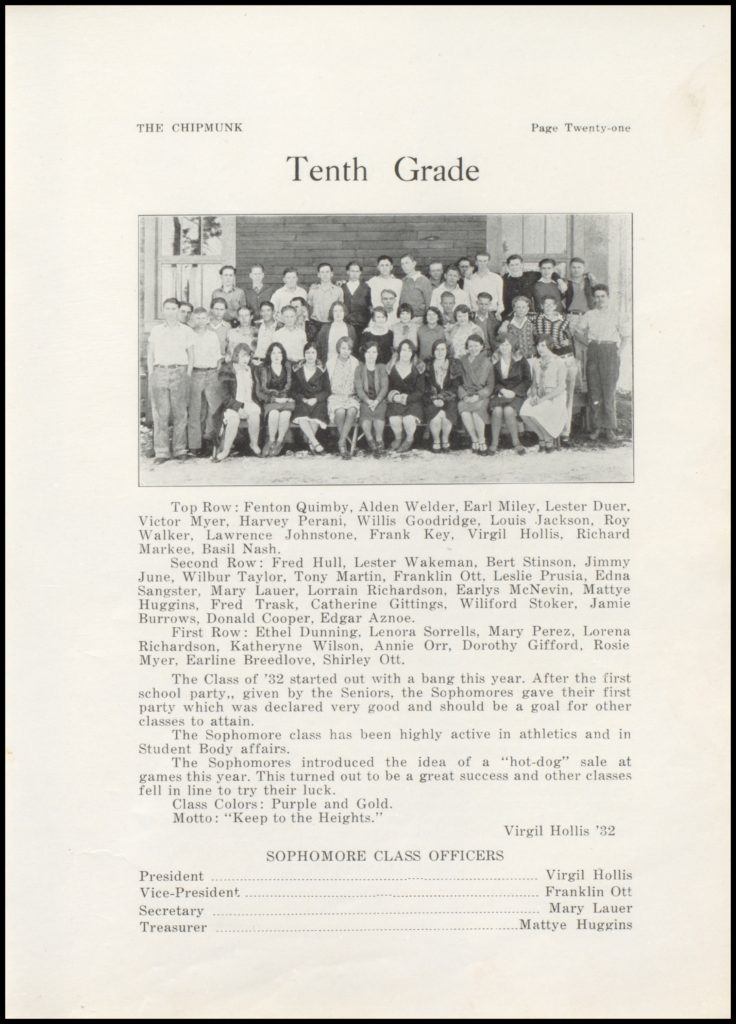 THE CHIPMUNK
Page Twenty-one
Tenth Grade
Top Row: Fenton Quimby, Alden Welder, Earl Miley, Lester Duer,
Victor Myer, Harvey Perani, Willis Goodridge, Louis Jackson, Roy
Walker, Lawrence Johnstone, Frank Key, Virgil Hollis, Richard
Markee, Basil Nash.
Second Row: Fred Hull, Lester Wakeman, Bert Stinson, Jimmy
June, Wilbur Taylor, Tony Martin, Franklin Ott, Leslie Prusia, Edna
Sangster, Mary Lauer, Lorrain Richardson, Earlys McNevin, Mattye
Huggins, Fred Trask, Catherine Gittings, Wiliford Stoker, Jamie
Burrows, Donald Cooper, Edgar Aznoe.
First Row: Ethel Dunning, Lenora Sorrells, Mary Perez, Lorena
Richardson, Katheryne Wilson, Annie Orr, Dorothy Gifford, Rosie
Myer, Earline Breedlove, Shirley Ott.
The Class of '32 started out with a bang this year. After the first
school party,, given by the Seniors, the Sophomores gave their first
party which was declared very good and should be a goal for other
classes to attain.
The Sophomore class has been highly active in athletics and in
Student Body affairs.
The Sophomores introduced the idea of a "hot-dog" sale at
games this year. This turned out to be a great success and other classes
fell in line to try their luck.
Class Colors: Purple and Gold.
Motto: "Keep to the Heights."
Virgil Hollis '32
SOPHOMORE CLASS OFFICERS
President ........ Virgil Hollis
Vice-President ........ Franklin Ott
Secretary ........ Mary Lauer
Treasurer ........ Mattye Huggins